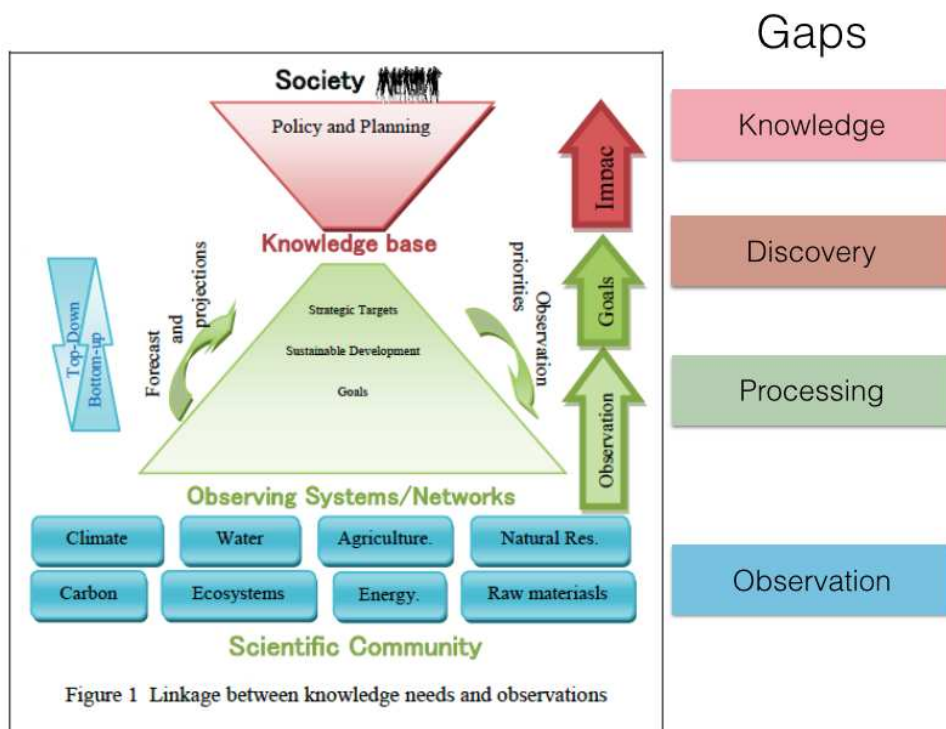 Gaps
Society
Policy and Planning
Knowledge base
Top-Down
Bottom-up
Forecast
and
projections
Strategic Targets
Sustainable Development
Goals
Observation
priorities
Impac
Goals
Observation
Observing Systems/Networks
Climate
Water
Agriculture.
Natural Res.
Carbon
Ecosystems
Energy.
Raw materiasls
Scientific Community
Figure 1 Linkage between knowledge needs and observations
Knowledge
Discovery
Processing
Observation